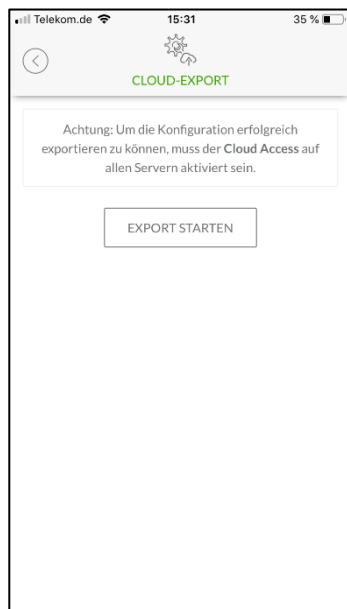 Telekom.de 15:31 35 %
CLOUD-EXPORT
Achtung: Um die Konfiguration erfolgreich
exportieren zu können, muss der Cloud Access auf
allen Servern aktiviert sein.
EXPORT STARTEN